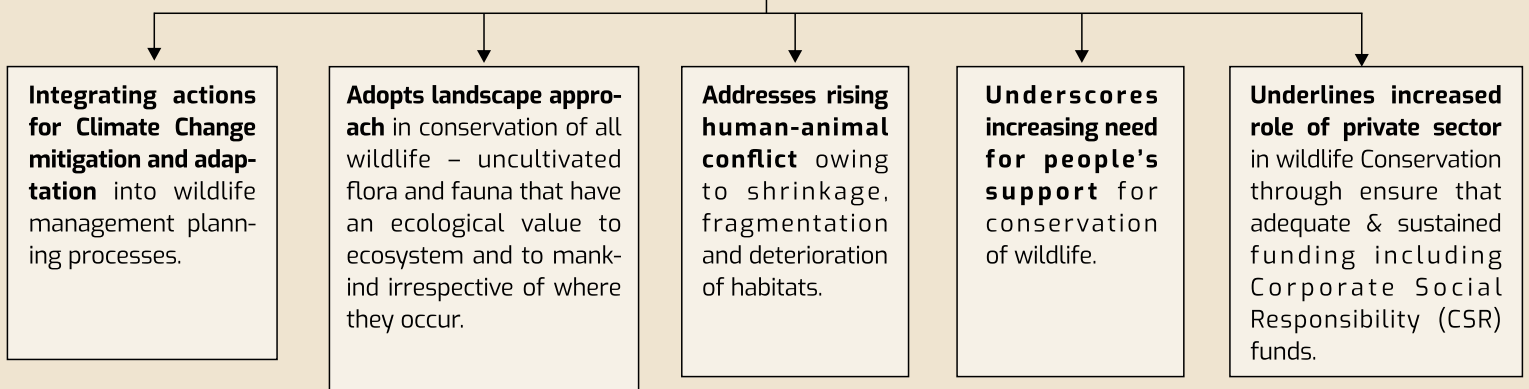 Integrating actions
for Climate Change
mitigation and adap-
tation into wildlife
management plann-
ing processes.
Adopts landscape appro-
ach in conservation of all
wildlife – uncultivated
flora and fauna that have
an ecological value to
ecosystem and to mank-
ind irrespective of where
they occur.
Addresses rising
human-animal
conflict owing
to shrinkage,
fragmentation
and deterioration
of habitats.
Underscores
increasing need
for people's
support for
conservation
of wildlife.
Underlines increased
role of private sector
in wildlife Conservation
through ensure that
adequate & sustained
funding including
Corporate Social
Responsibility (CSR)
funds.